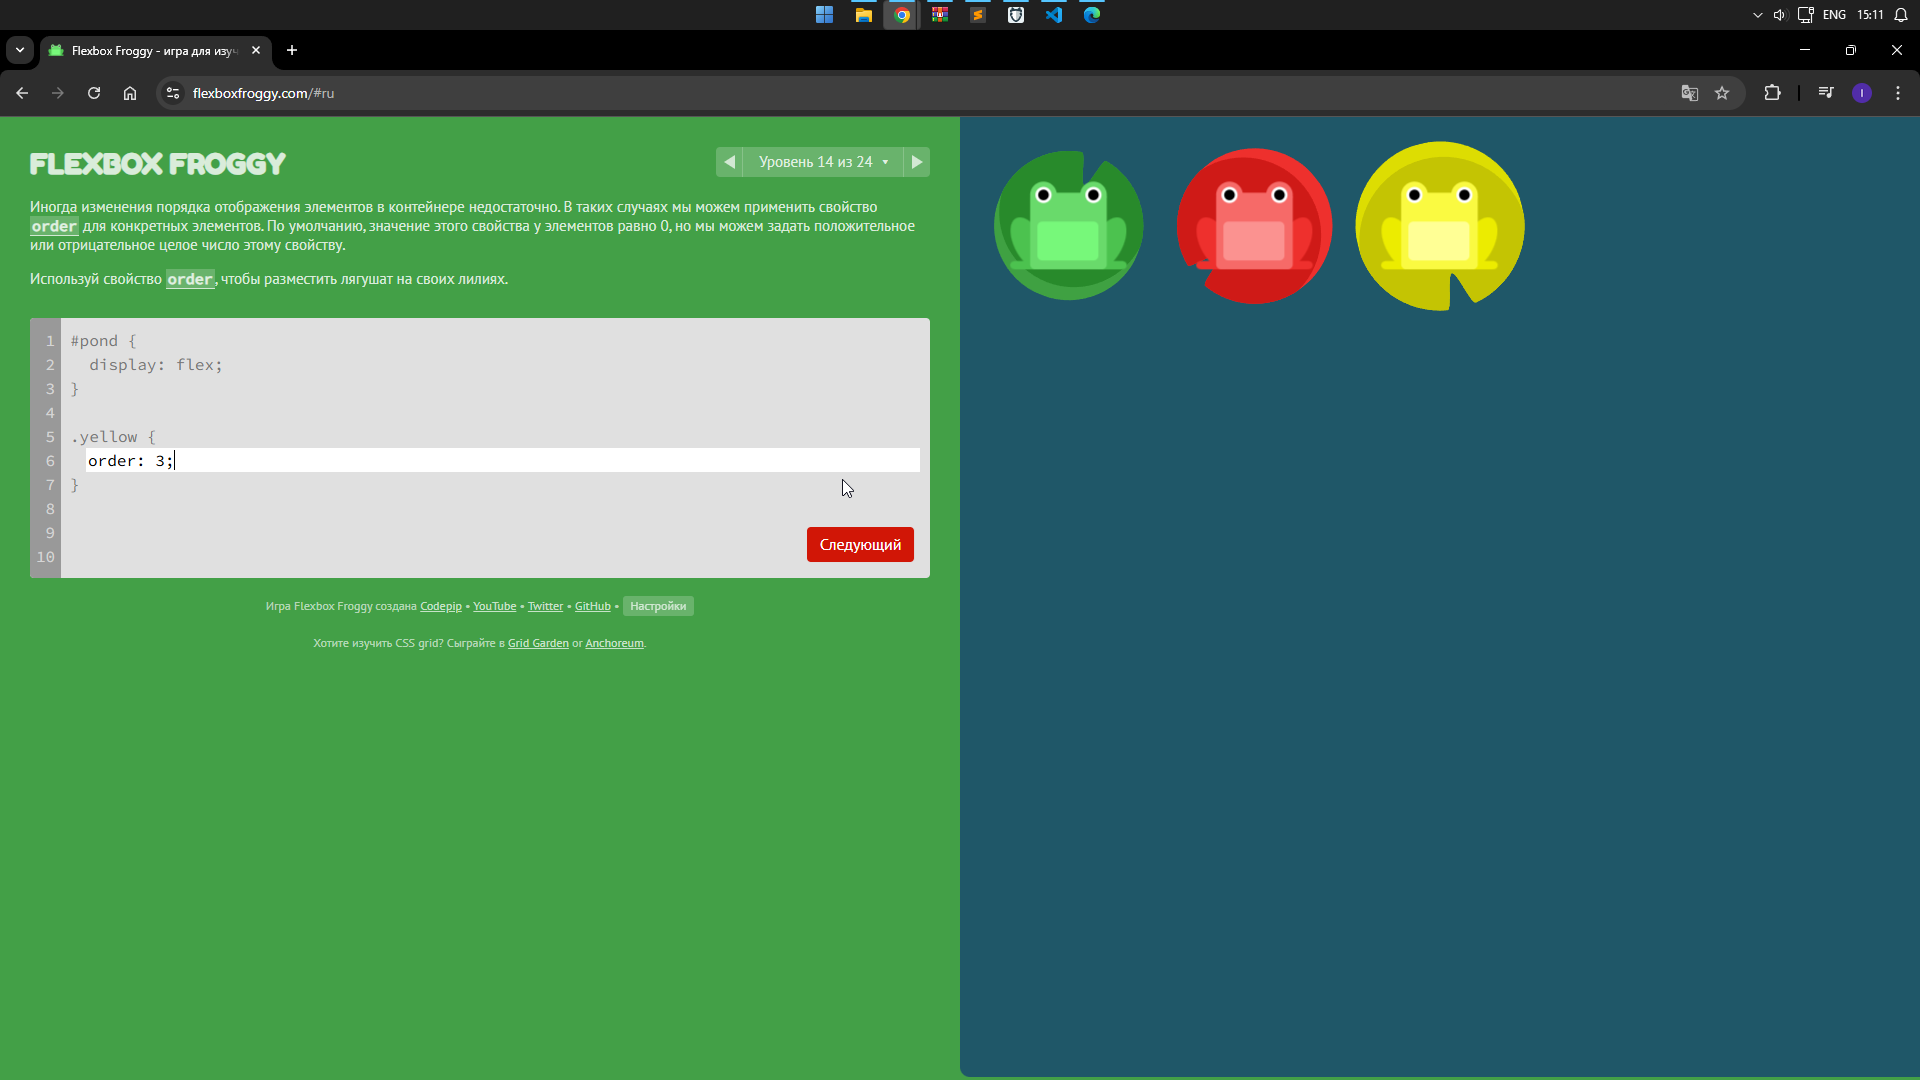 ENG 15:11
Flexbox Froggy - игра для изуч
flexboxfroggy.com/#ru
I
FLEXBOX FROGGY
Уровень 14 из 24
Иногда изменения порядка отображения элементов в контейнере недостаточно. В таких случаях мы можем применить свойство
order для конкретных элементов. По умолчанию, значение этого свойства у элементов равно 0, но мы можем задать положительное
или отрицательное целое число этому свойству.
Используй свойство order, чтобы разместить лягушат на своих лилиях.
1 #pond {
2 display: flex;
3 }
4
5 .yellow {
6 order: 3;
7 }
8
9
10
Следующий
Игра Flexbox Froggy создана Codepip • YouTube • Twitter • GitHub • Настройки
Хотите изучить CSS grid? Сыграйте в Grid Garden or Anchoreum.